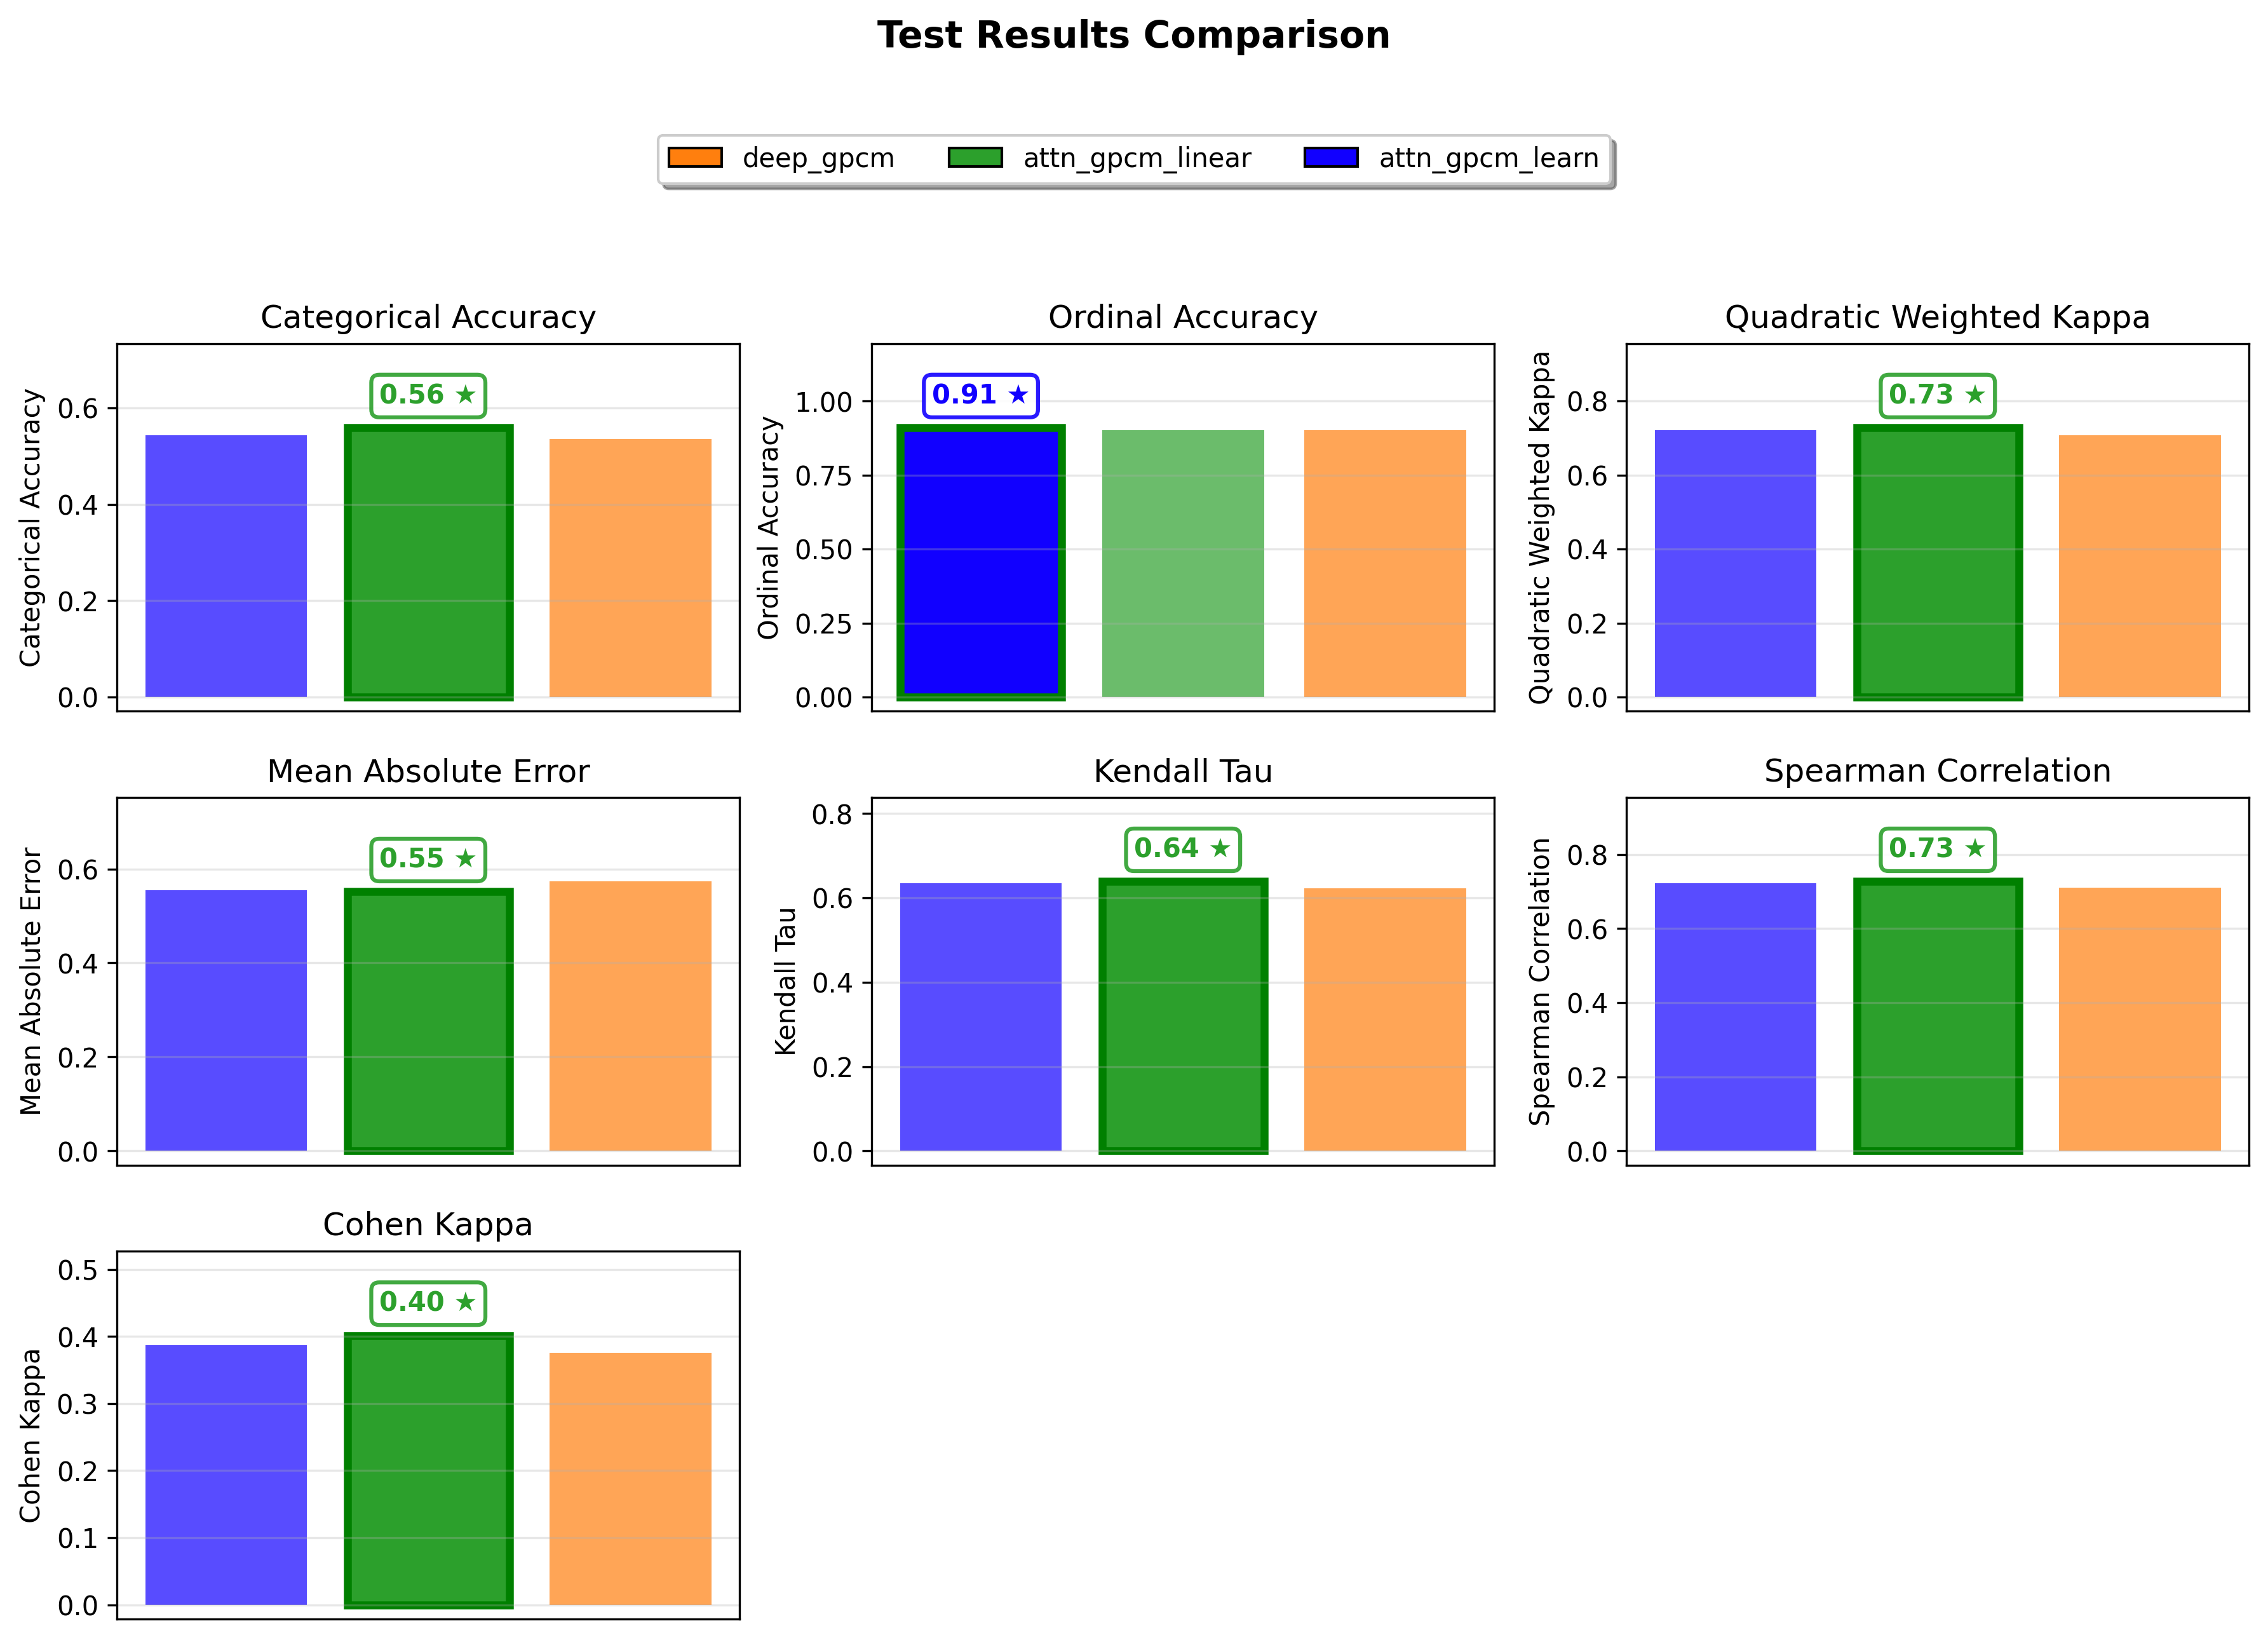 Test Results Comparison
deep_gpcm attn_gpcm_linear attn_gpcm_learn
Categorical Accuracy
Categorical Accuracy
0.6
0.4
0.2
0.0
0.56 ★
Ordinal Accuracy
Ordinal Accuracy
1.00
0.75
0.50
0.25
0.00
0.91 ★
Quadratic Weighted Kappa
Quadratic Weighted Kappa
0.8
0.6
0.4
0.2
0.0
0.73 ★
Mean Absolute Error
Mean Absolute Error
0.6
0.4
0.2
0.0
0.55 ★
Kendall Tau
Kendall Tau
0.8
0.6
0.4
0.2
0.0
0.64 ★
Spearman Correlation
Spearman Correlation
0.8
0.6
0.4
0.2
0.0
0.73 ★
Cohen Kappa
Cohen Kappa
0.5
0.4
0.3
0.2
0.1
0.0
0.40 ★